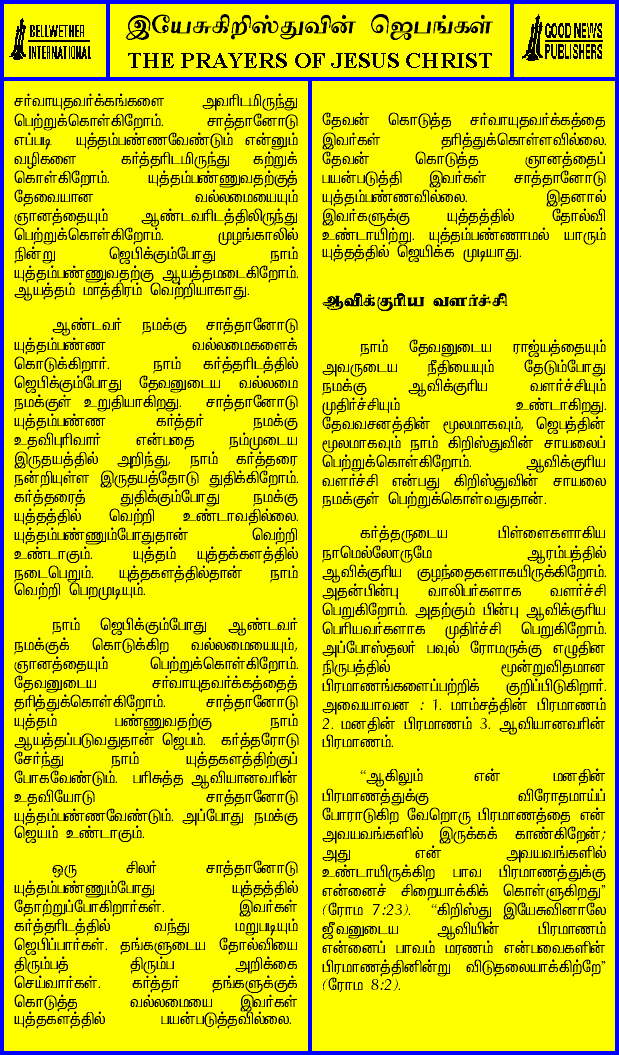 BELLWETHER
INTERNATIONAL
இயேசுகிறிஸ்துவின் ஜெபங்கள்
THE PRAYERS OF JESUS CHRIST
GOOD NEWS
PUBLISHERS
சர்வாயுதவர்க்கங்களை அவரிடமிருந்து
பெற்றுக்கொள்கிறோம். சாத்தானோடு
எப்படி யுத்தம்பண்ணவேண்டும் என்னும்
வழிகளை கர்த்தரிடமிருந்து கற்றுக்
கொள்கிறோம். யுத்தம்பண்ணுவதற்குத்
தேவையான வல்லமையையும்
ஞானத்தையும் ஆண்டவரிடத்திலிருந்து
பெற்றுக்கொள்கிறோம். முழங்காலில்
நின்று ஜெபிக்கும்போது நாம்
யுத்தம்பண்ணுவதற்கு ஆயத்தமடைகிறோம்.
ஆயத்தம் மாத்திரம் வெற்றியாகாது.
ஆண்டவர் நமக்கு சாத்தானோடு
யுத்தம்பண்ண வல்லமைகளைக்
கொடுக்கிறார். நாம் கர்த்தரிடத்தில்
ஜெபிக்கும்போது தேவனுடைய வல்லமை
நமக்குள் உறுதியாகிறது. சாத்தானோடு
யுத்தம்பண்ண கர்த்தர் நமக்கு
உதவிபுரிவார் என்பதை நம்முடைய
இருதயத்தில் அறிந்து, நாம் கர்த்தரை
நன்றியுள்ள இருதயத்தோடு துதிக்கிறோம்.
கர்த்தரைத் துதிக்கும்போது நமக்கு
யுத்தத்தில் வெற்றி உண்டாவதில்லை.
யுத்தம்பண்ணும்போதுதான் வெற்றி
உண்டாகும். யுத்தம் யுத்தக்களத்தில்
நடைபெறும். யுத்தகளத்தில்தான் நாம்
வெற்றி பெறமுடியும்.
நாம் ஜெபிக்கும்போது ஆண்டவர்
நமக்குக் கொடுக்கிற வல்லமையையும்,
ஞானத்தையும் பெற்றுக்கொள்கிறோம்.
தேவனுடைய சர்வாயுதவர்க்கத்தைத்
தரித்துக்கொள்கிறோம். சாத்தானோடு
யுத்தம் பண்ணுவதற்கு நாம்
ஆயத்தப்படுவதுதான் ஜெபம். கர்த்தரோடு
சேர்ந்து நாம் யுத்தகளத்திற்குப்
போகவேண்டும். பரிசுத்த ஆவியானவரின்
உதவியோடு சாத்தானோடு
யுத்தம்பண்ணவேண்டும். அப்போது நமக்கு
ஜெயம் உண்டாகும்.
ஒரு சிலர் சாத்தானோடு
யுத்தம்பண்ணும்போது யுத்தத்தில்
தோற்றுப்போகிறார்கள். இவர்கள்
கர்த்தரிடத்தில் வந்து மறுபடியும்
ஜெபிப்பார்கள். தங்களுடைய தோல்வியை
திரும்பத் திரும்ப அறிக்கை
செய்வார்கள். கர்த்தர் தங்களுக்குக்
கொடுத்த வல்லமையை இவர்கள்
யுத்தகளத்தில் பயன்படுத்தவில்லை.
தேவன் கொடுத்த சர்வாயுதவர்க்கத்தை
இவர்கள் தரித்துக்கொள்ளவில்லை.
தேவன் கொடுத்த ஞானத்தைப்
பயன்படுத்தி இவர்கள் சாத்தானோடு
யுத்தம்பண்ணவில்லை. இதனால்
இவர்களுக்கு யுத்தத்தில் தோல்வி
உண்டாயிற்று. யுத்தம்பண்ணாமல் யாரும்
யுத்தத்தில் ஜெயிக்க முடியாது.
ஆவிக்குரிய வளர்ச்சி
நாம் தேவனுடைய ராஜ்யத்தையும்
அவருடைய நீதியையும் தேடும்போது
நமக்கு ஆவிக்குரிய வளர்ச்சியும்
முதிர்ச்சியும் உண்டாகிறது.
தேவவசனத்தின் மூலமாகவும், ஜெபத்தின்
மூலமாகவும் நாம் கிறிஸ்துவின் சாயலைப்
பெற்றுக்கொள்கிறோம். ஆவிக்குரிய
வளர்ச்சி என்பது கிறிஸ்துவின் சாயலை
நமக்குள் பெற்றுக்கொள்வதுதான்.
கர்த்தருடைய பிள்ளைகளாகிய
நாமெல்லோருமே ஆரம்பத்தில்
ஆவிக்குரிய குழந்தைகளாகயிருக்கிறோம்.
அதன்பின்பு வாலிபர்களாக வளர்ச்சி
பெறுகிறோம். அதற்கும் பின்பு ஆவிக்குரிய
பெரியவர்களாக முதிர்ச்சி பெறுகிறோம்.
அப்போஸ்தலர் பவுல் ரோமருக்கு எழுதின
நிருபத்தில் மூன்றுவிதமான
பிரமாணங்களைப்பற்றிக் குறிப்பிடுகிறார்.
அவையாவன : 1. மாம்சத்தின் பிரமாணம்
2. மனதின் பிரமாணம் 3. ஆவியானவரின்
பிரமாணம்.
“ஆகிலும் என் மனதின்
பிரமாணத்துக்கு விரோதமாய்ப்
போராடுகிற வேறொரு பிரமாணத்தை என்
அவயவங்களில் இருக்கக் காண்கிறேன்;
அது என் அவயவங்களில்
உண்டாயிருக்கிற பாவ பிரமாணத்துக்கு
என்னைச் சிறையாக்கிக் கொள்ளுகிறது”
(ரோம 7:23). “கிறிஸ்து இயேசுவினாலே
ஜீவனுடைய ஆவியின் பிரமாணம்
என்னைப் பாவம் மரணம் என்பவைகளின்
பிரமாணத்தினின்று விடுதலையாக்கிற்றே”
(ரோம 8:2).